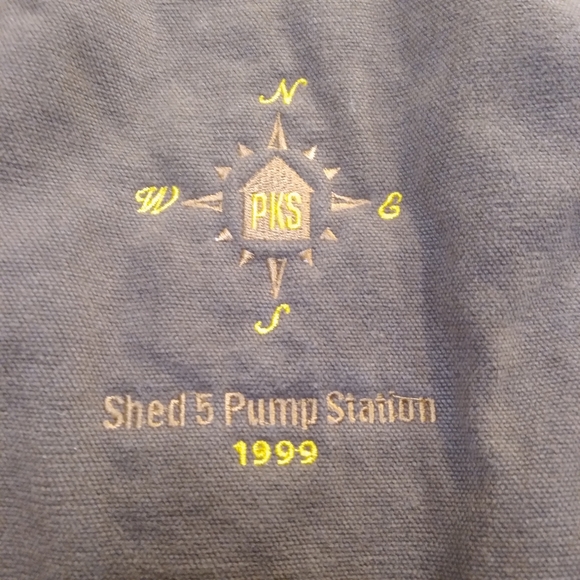 N
W PKS E
S
Shed 5 Pump Station
1999